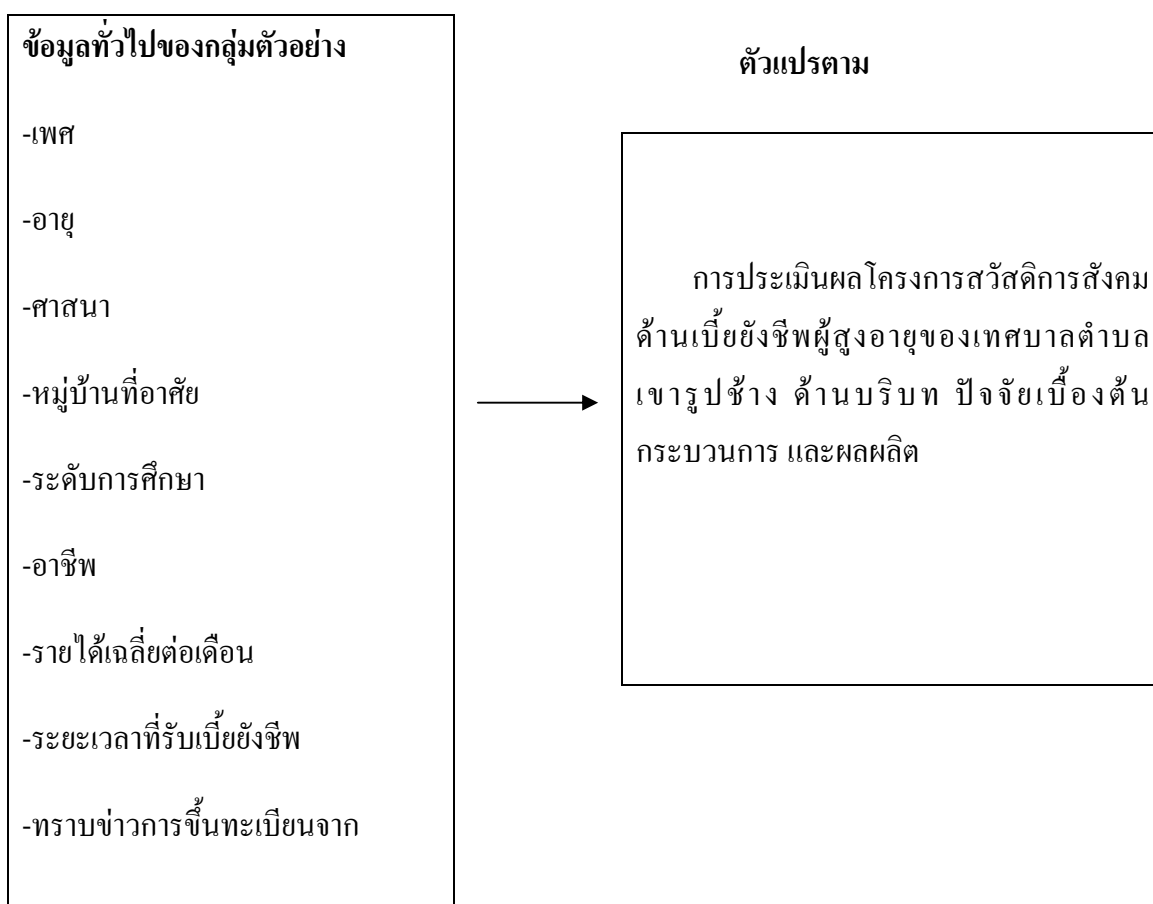 ข้อมูลทั่วไปของกลุ่มตัวอย่าง
-เพศ
-อายุ
-ศาสนา
-หมู่บ้านที่อาศัย
-ระดับการศึกษา
-อาชีพ
-รายได้เฉลี่ยต่อเดือน
-ระยะเวลาที่รับเบี้ยยังชีพ
-ทราบข่าวการขึ้นทะเบียนจาก
ตัวแปรตาม
การประเมินผลโครงการสวัสดิการสังคม
ด้านเบี้ยยังชีพผู้สูงอายุของเทศบาลตำบล
เขารูปช้าง ด้านบริบท ปัจจัยเบื้องต้น
กระบวนการ และผลผลิต